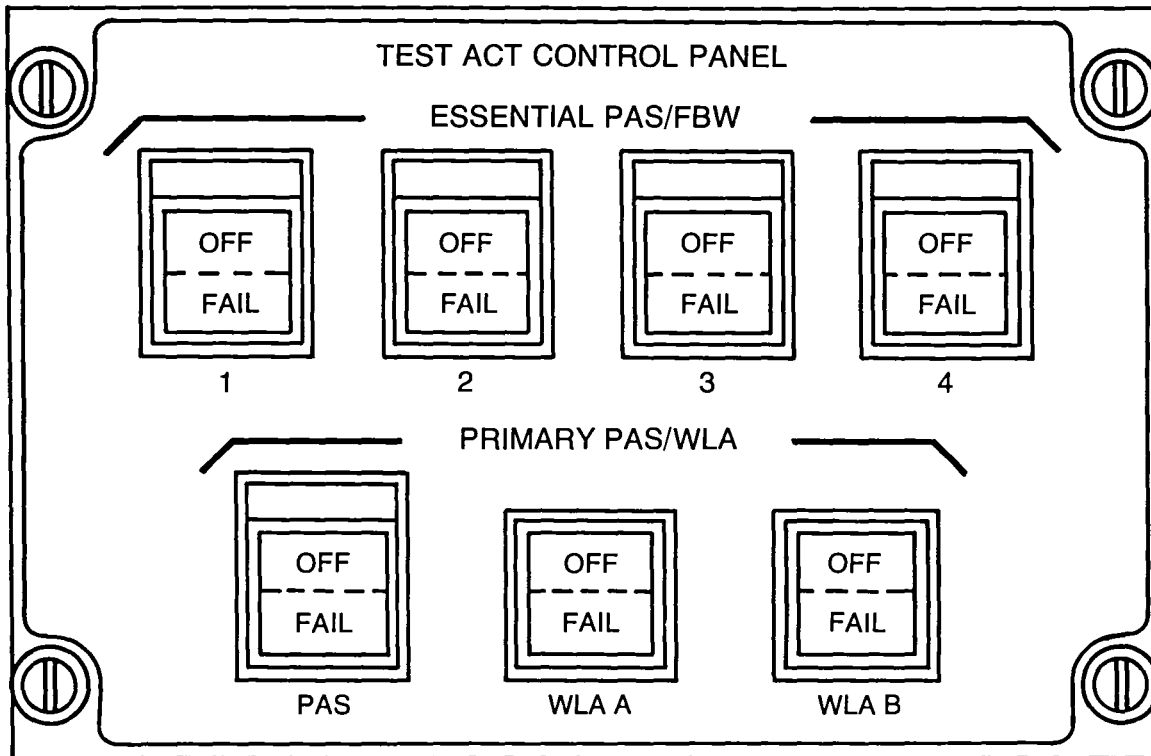 TEST ACT CONTROL PANEL
ESSENTIAL PAS/FBW
OFF OFF OFF OFF
FAIL FAIL FAIL FAIL
1 2 3 4
PRIMARY PAS/WLA
OFF OFF OFF
FAIL FAIL FAIL
PAS WLA A WLA B